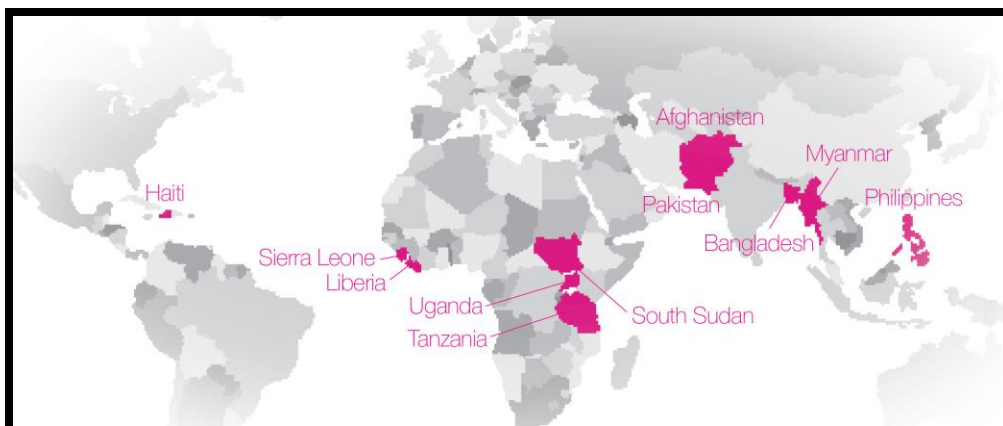 Haiti
Sierra Leone
Liberia
Uganda
Tanzania
South Sudan
Afghanistan
Pakistan
Myanmar
Bangladesh
Philippines